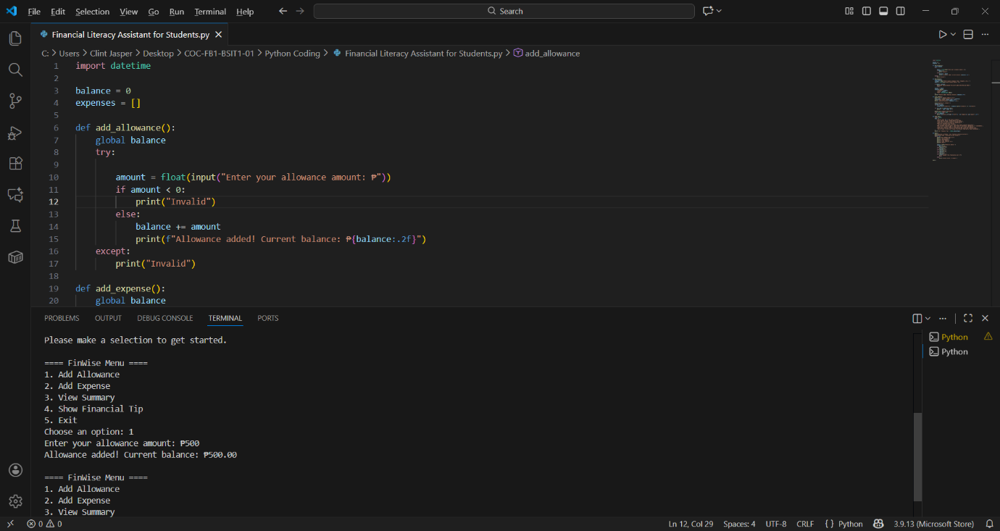 File Edit Selection View Go Run Terminal Help Search
Financial Literacy Assistant for Students.py
C: > Users > Clint Jasper > Desktop > COC-FB1-BSIT1-01 > Python Coding > Financial Literacy Assistant for Students.py > add_allowance
1 import datetime
2
3 balance = 0
4 expenses = []
5
6 def add_allowance():
7 global balance
8 try:
9
10 amount = float(input("Enter your allowance amount: ₱"))
11 if amount < 0:
12 print("Invalid")
13 else:
14 balance += amount
15 print(f"Allowance added! Current balance: ₱{balance:.2f}")
16 except:
17 print("Invalid")
18
19 def add_expense():
20 global balance
PROBLEMS OUTPUT DEBUG CONSOLE TERMINAL PORTS
Please make a selection to get started.
==== FinWise Menu ====
1. Add Allowance
2. Add Expense
3. View Summary
4. Show Financial Tip
5. Exit
Choose an option: 1
Enter your allowance amount: ₱500
Allowance added! Current balance: ₱500.00
==== FinWise Menu ====
1. Add Allowance
2. Add Expense
3. View Summary
Python
Python
0 0 Ln 12, Col 29 Spaces: 4 UTF-8 CRLF {} Python 3.9.13 (Microsoft Store)